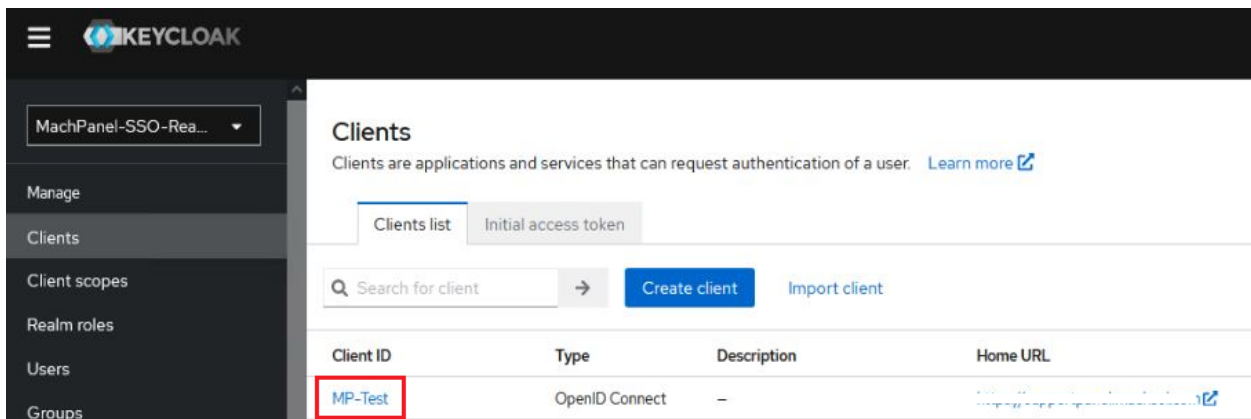 KEYCLOAK
MachPanel-SSO-Rea...
Manage
Clients
Client scopes
Realm roles
Users
Groups
Clients
Clients are applications and services that can request authentication of a user. Learn more
Clients list Initial access token
Search for client Create client Import client
Client ID Type Description Home URL
MP-Test OpenID Connect –